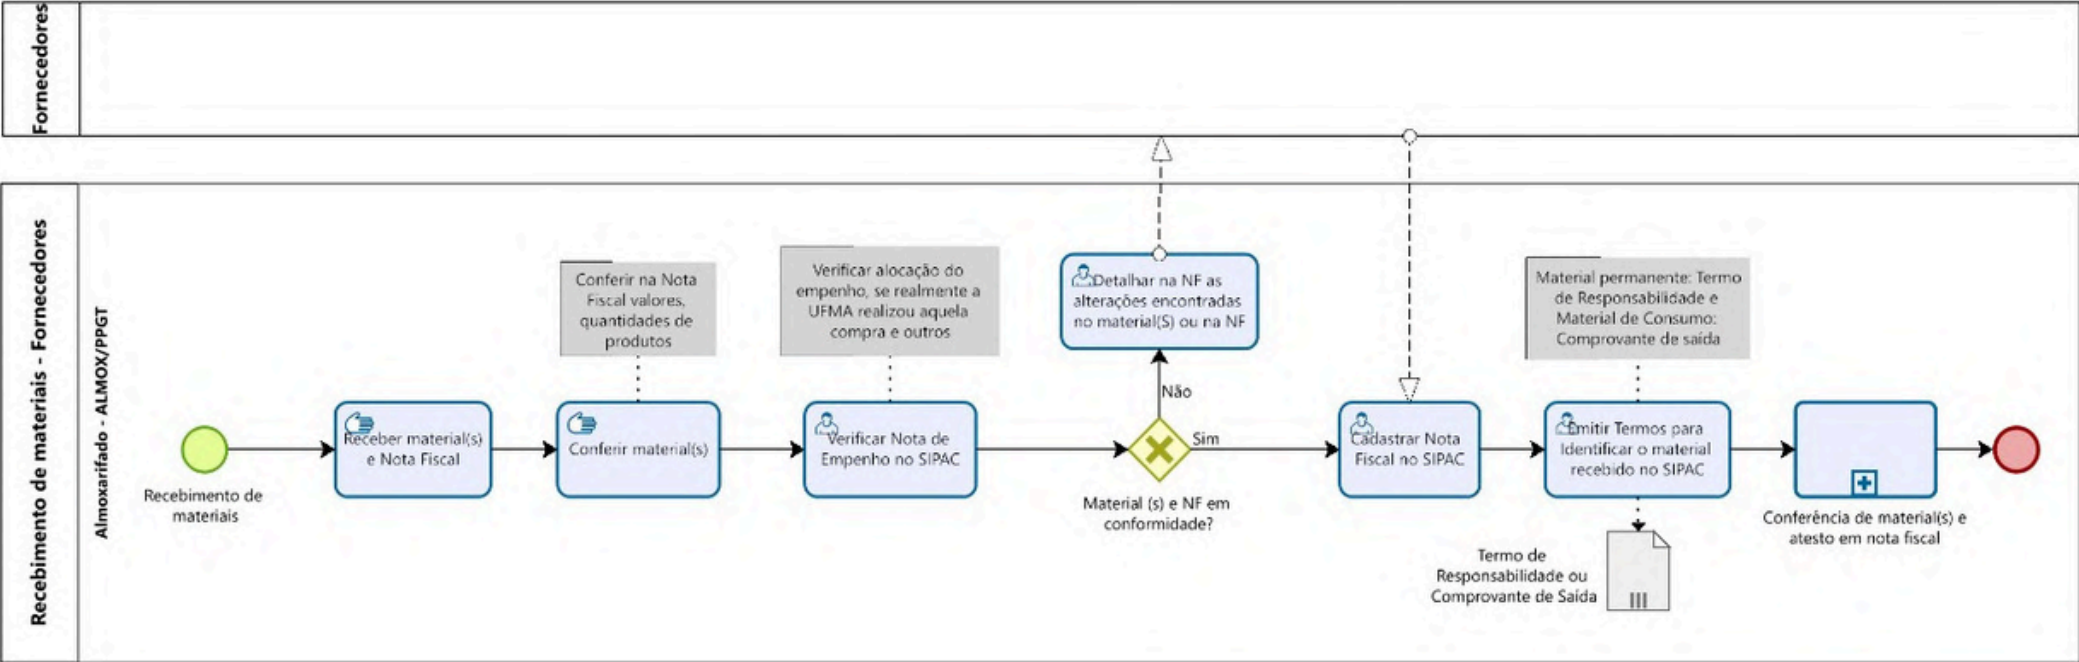 Fornecedores
Recebimento de materiais - Fornecedores
Almoxarifado - ALMOX/PPGT
Recebimento de
materiais
Receber material(s)
e Nota Fiscal
Conferir na Nota
Fiscal valores,
quantidades de
produtos
Conferir material(s)
Verificar alocação do
empenho, se realmente a
UFMA realizou aquela
compra e outros
Verificar Nota de
Empenho no SIPAC
Detalhar na NF as
alterações encontradas
no material(S) ou na NF
Não
Sim
Material (s) e NF em
conformidade?
Cadastrar Nota
Fiscal no SIPAC
Material permanente: Termo
de Responsabilidade e
Material de Consumo:
Comprovante de saída
Emitir Termos para
Identificar o material
recebido no SIPAC
Termo de
Responsabilidade ou
Comprovante de Saída
Conferência de material(s) e
atesto em nota fiscal